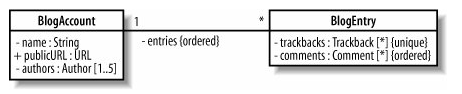 BlogAccount
- name : String
+ publicURL : URL
- authors : Author [1..5]
1
*
- entries {ordered}
BlogEntry
- trackbacks : Trackback [*] {unique}
- comments : Comment [*] {ordered}